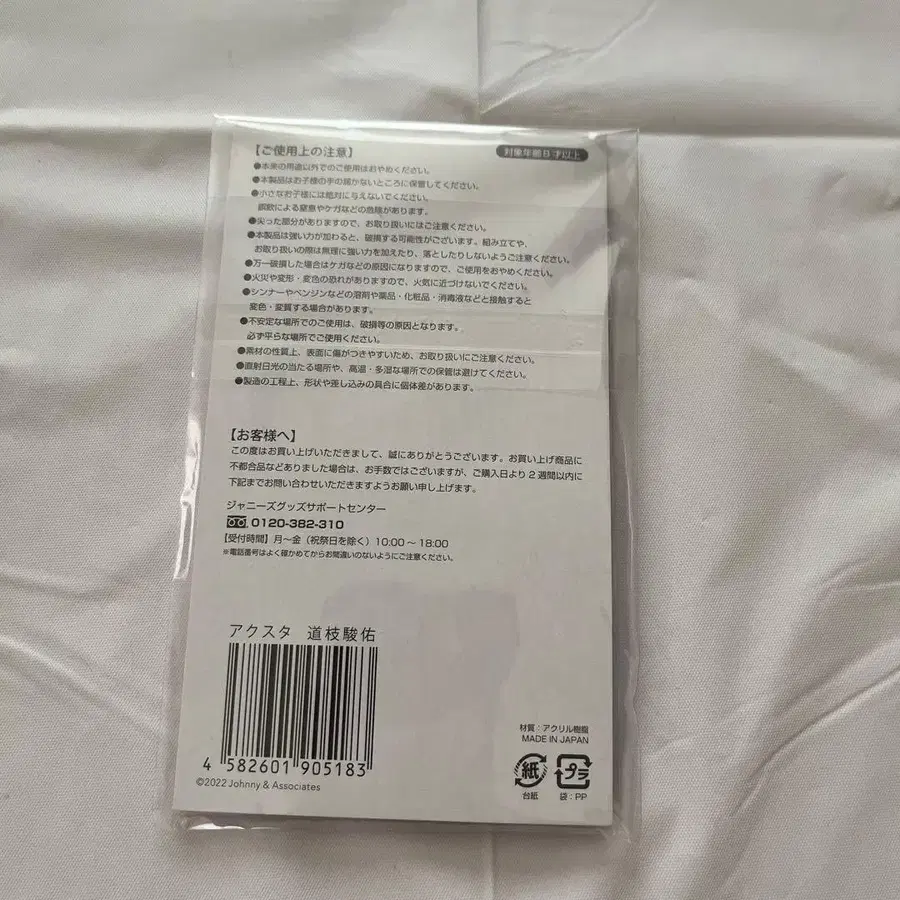 【ご使用上の注意】
対象年齢8才以上
●本来の用途以外でのご使用はおやめください。
●本製品はお子様の手の届かないところに保管してください。
●小さなお子様には絶対に与えないでください。
誤飲による窒息やケガなどの危険があります。
●尖った部分がありますので、お取り扱いにはご注意ください。
●本製品は強い力が加わると、破損する可能性がございます。組み立てや、
お取り扱いの際は無理に強い力を加えたり、落としたりしないようご注意ください。
●万一破損した場合はケガなどの原因になりますので、ご使用をおやめください。
●火災や変形・変色の恐れがありますので、火気に近づけないでください。
●シンナーやベンジンなどの溶剤や薬品・化粧品・消毒液などと接触すると
変色・変質する場合があります。
●不安定な場所でのご使用は、破損等の原因となります。
必ず平らな場所でご使用ください。
●素材の性質上、表面に傷がつきやすいため、お取り扱いにご注意ください。
●直射日光の当たる場所や、高温・多湿な場所での保管は避けてください。
●製造の工程上、形状や差し込みの具合に個体差があります。
【お客様へ】
この度はお買い上げいただきまして、誠にありがとうございます。お買い上げ商品に
不都合品などありました場合は、お手数ではございますが、ご購入日より2週間以内に
下記までお問い合わせいただきますようお願い申し上げます。
ジャニーズグッズサポートセンター
0120-382-310
【受付時間】月〜金（祝祭日を除く）10:00〜18:00
※電話番号はよく確かめてからお間違いのないようにご注意ください。
アクスタ 道枝駿佑
4 582601 905183
©2022 Johnny & Associates
材質：アクリル樹脂
MADE IN JAPAN
紙
プラ
台紙
袋：PP